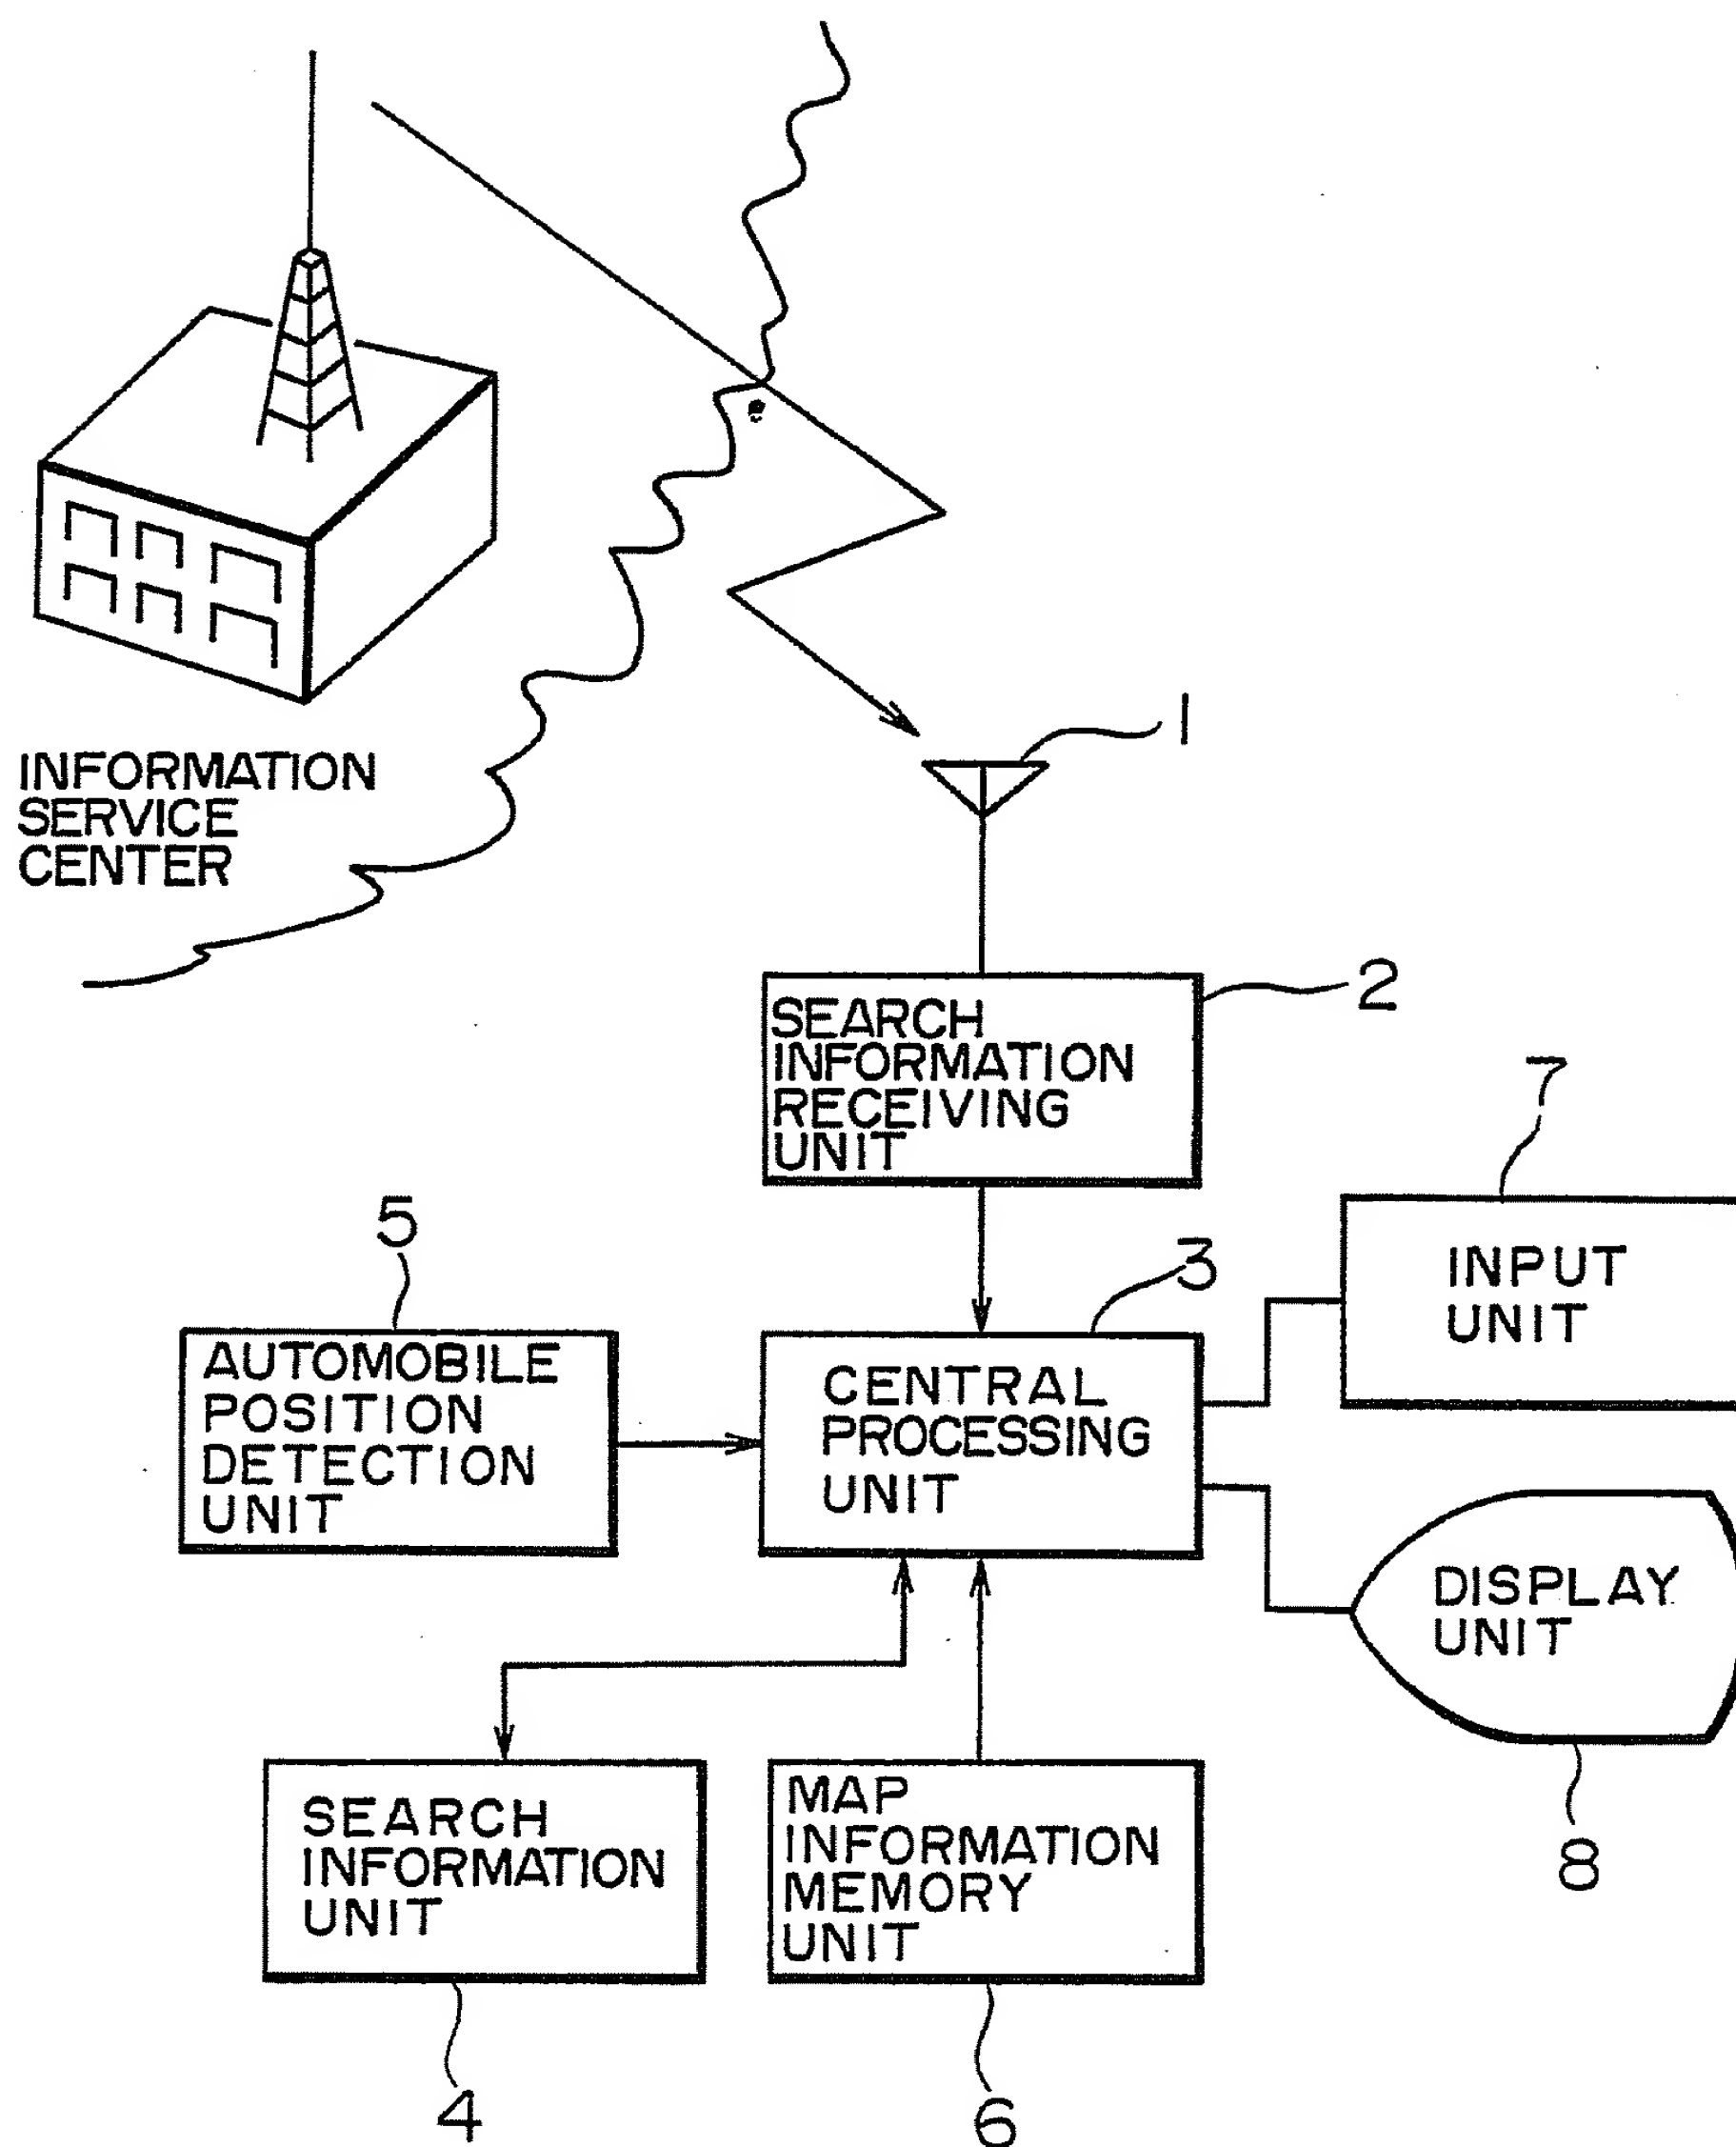 INFORMATION
SERVICE
CENTER
1
2
SEARCH
INFORMATION
RECEIVING
UNIT
7
INPUT
UNIT
5
AUTOMOBILE
POSITION
DETECTION
UNIT
3
CENTRAL
PROCESSING
UNIT
DISPLAY
UNIT
8
SEARCH
INFORMATION
UNIT
4
MAP
INFORMATION
MEMORY
UNIT
6